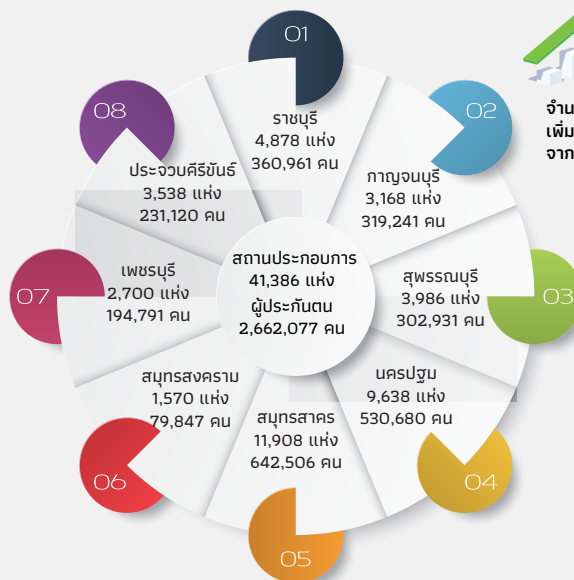 01
ราชบุรี
4,878 แห่ง
360,961 คน
02
กาญจนบุรี
3,168 แห่ง
319,241 คน
03
สุพรรณบุรี
3,986 แห่ง
302,931 คน
04
นครปฐม
9,638 แห่ง
530,680 คน
05
สมุทรสาคร
11,908 แห่ง
642,506 คน
06
สมุทรสงคราม
1,570 แห่ง
79,847 คน
07
เพชรบุรี
2,700 แห่ง
194,791 คน
08
ประจวบคีรีขันธ์
3,538 แห่ง
231,120 คน
สถานประกอบการ
41,386 แห่ง
ผู้ประกันตน
2,662,077 คน
เพิ่ม
จาก